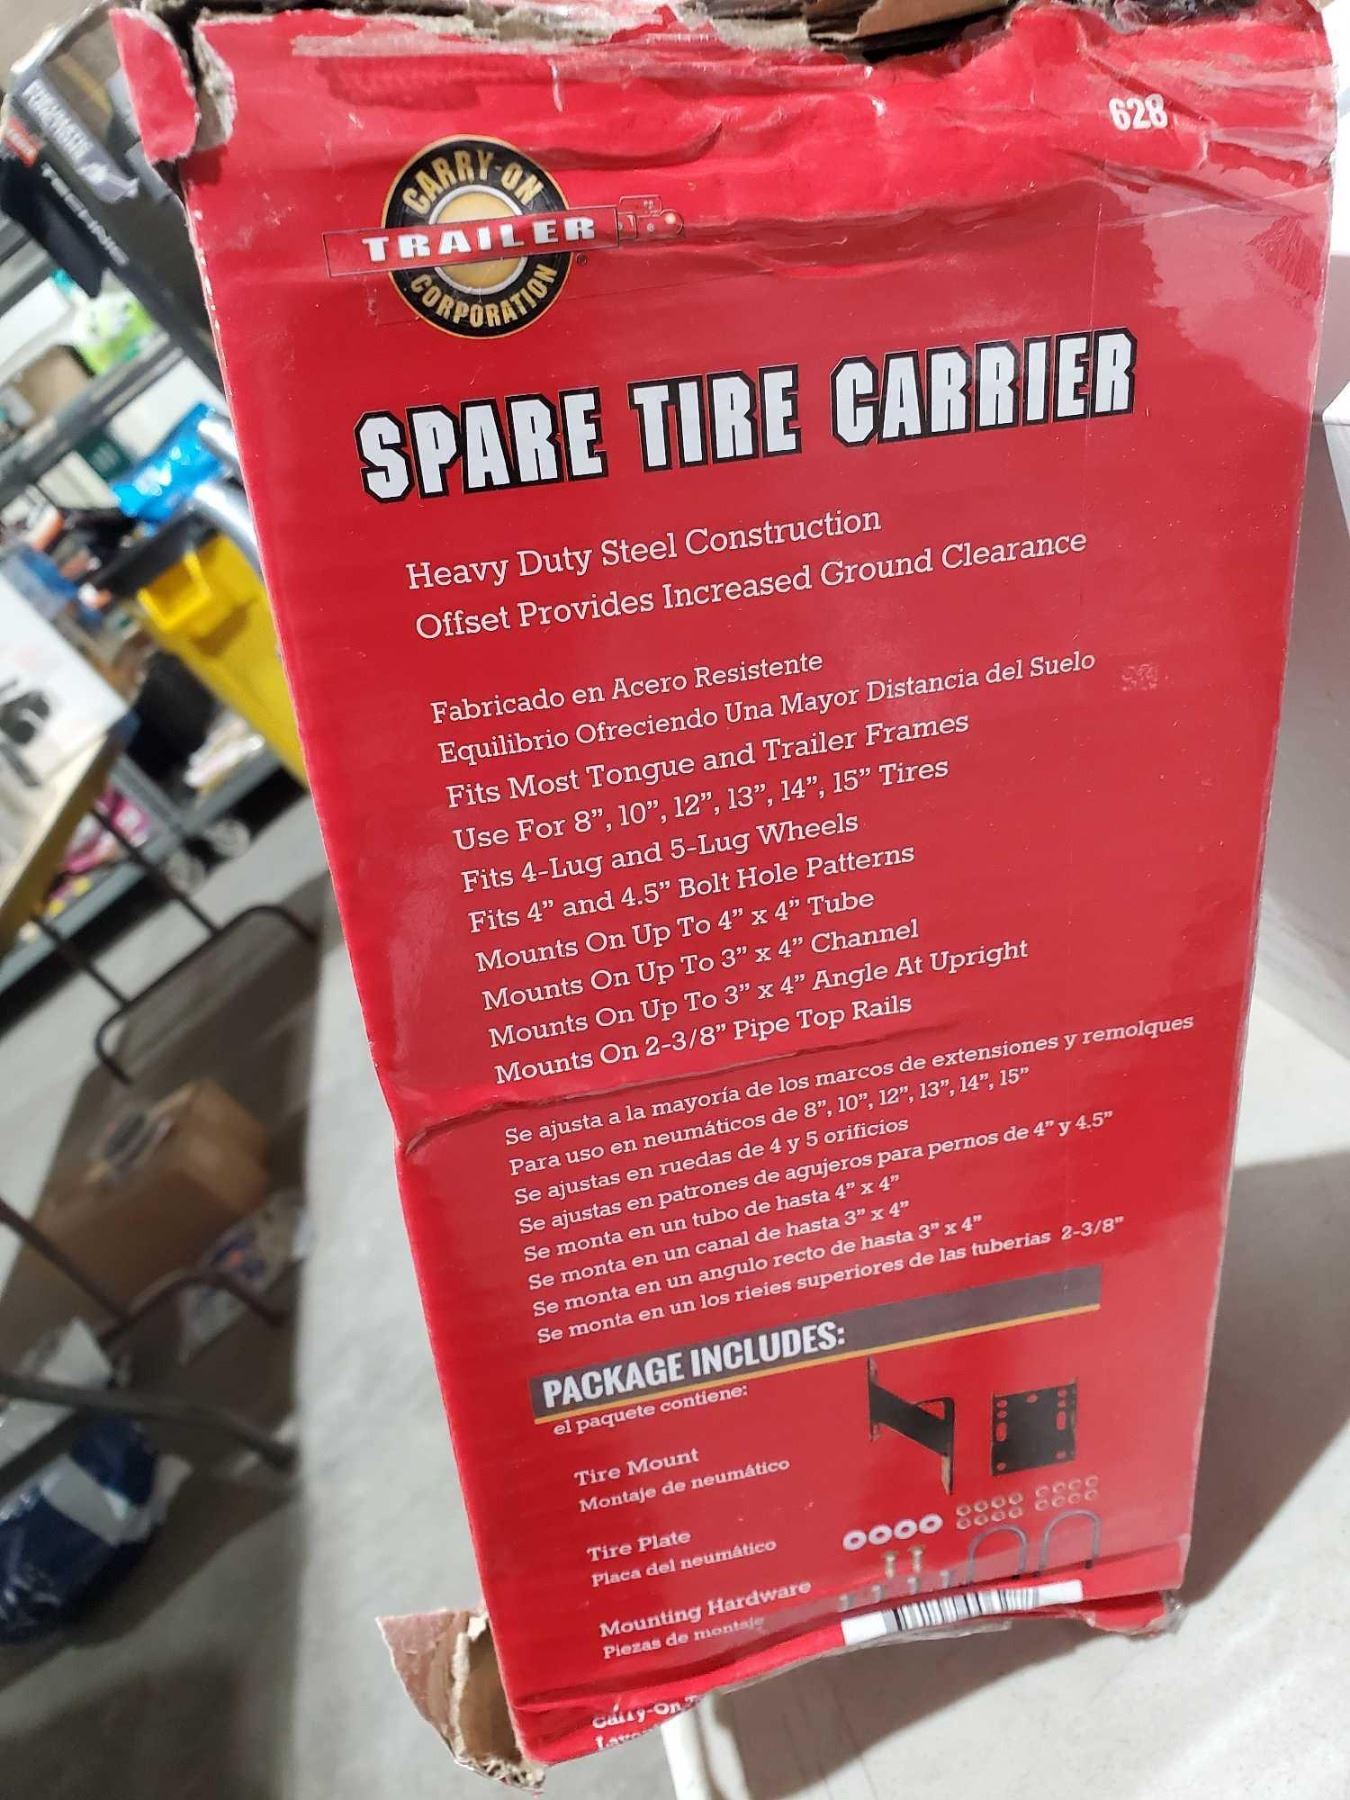 628
CARRY-ON
TRAILER
CORPORATION
®
SPARE TIRE CARRIER
Heavy Duty Steel Construction
Offset Provides Increased Ground Clearance
Fabricado en Acero Resistente
Equilibrio Ofreciendo Una Mayor Distancia del Suelo
Fits Most Tongue and Trailer Frames
Use For 8”, 10”, 12”, 13”, 14”, 15” Tires
Fits 4-Lug and 5-Lug Wheels
Fits 4” and 4.5” Bolt Hole Patterns
Mounts On Up To 4” x 4” Tube
Mounts On Up To 3” x 4” Channel
Mounts On Up To 3” x 4” Angle At Upright
Mounts On 2-3/8” Pipe Top Rails
Se ajusta a la mayoría de los marcos de extensiones y remolques
Para uso en neumáticos de 8”, 10”, 12”, 13”, 14”, 15”
Se ajustas en ruedas de 4 y 5 orificios
Se ajustas en patrones de agujeros para pernos de 4” y 4.5”
Se monta en un tubo de hasta 4” x 4”
Se monta en un canal de hasta 3” x 4”
Se monta en un angulo recto de hasta 3” x 4”
Se monta en un los rieies superiores de las tuberias 2-3/8”
PACKAGE INCLUDES:
el paquete contiene:
Tire Mount
Montaje de neumático
Tire Plate
Placa del neumático
Mounting Hardware
Piezas de montaje
Carry-On